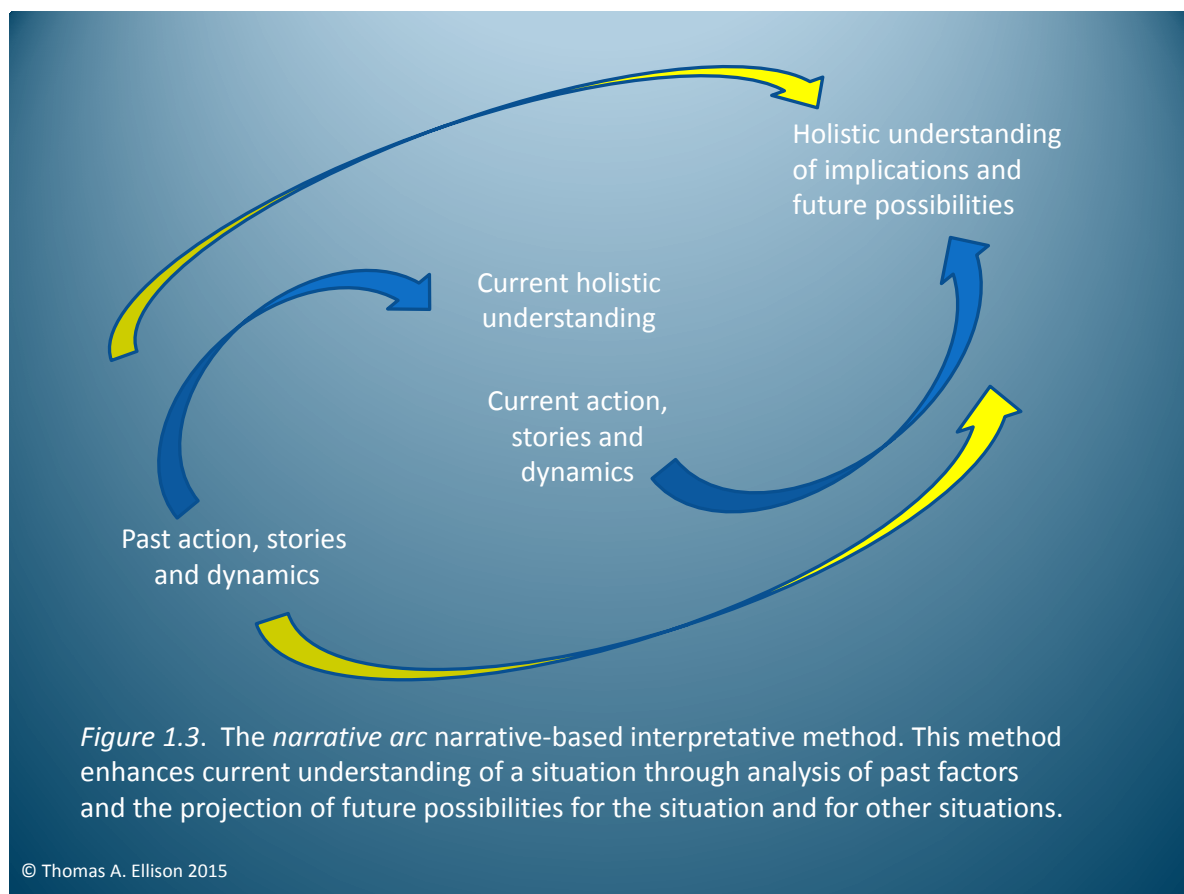 Holistic understanding
of implications and
future possibilities
Current holistic
understanding
Current action,
stories and
dynamics
Past action, stories
and dynamics
Figure 1.3.  The narrative arc narrative-based interpretative method. This method
enhances current understanding of a situation through analysis of past factors
and the projection of future possibilities for the situation and for other situations.
© Thomas A. Ellison 2015